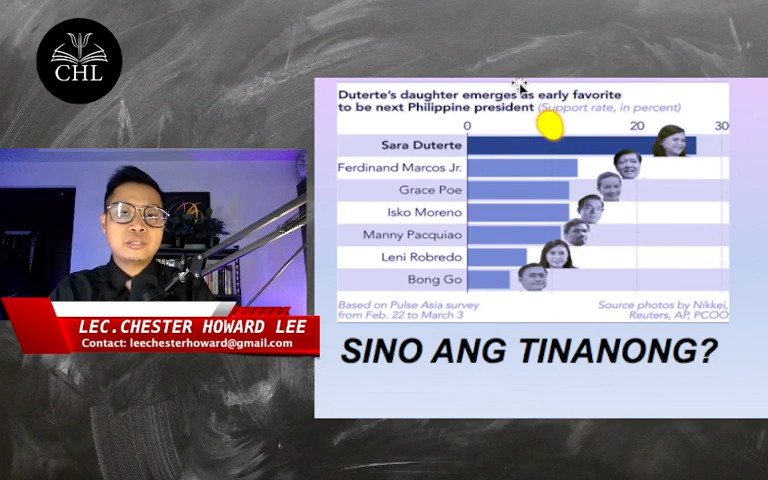 CHL
Duterte's daughter emerges as early favorite
to be next Philippine president (Support rate, in percent)
0 20 30
Sara Duterte
Ferdinand Marcos Jr.
Grace Poe
Isko Moreno
Manny Pacquiao
Leni Robredo
Bong Go
Based on Pulse Asia survey
from Feb. 22 to March 3
Source photos by Nikkei,
Reuters, AP, PCOO
SINO ANG TINANONG?
LEC.CHESTER HOWARD LEE
Contact: leechesterhoward@gmail.com